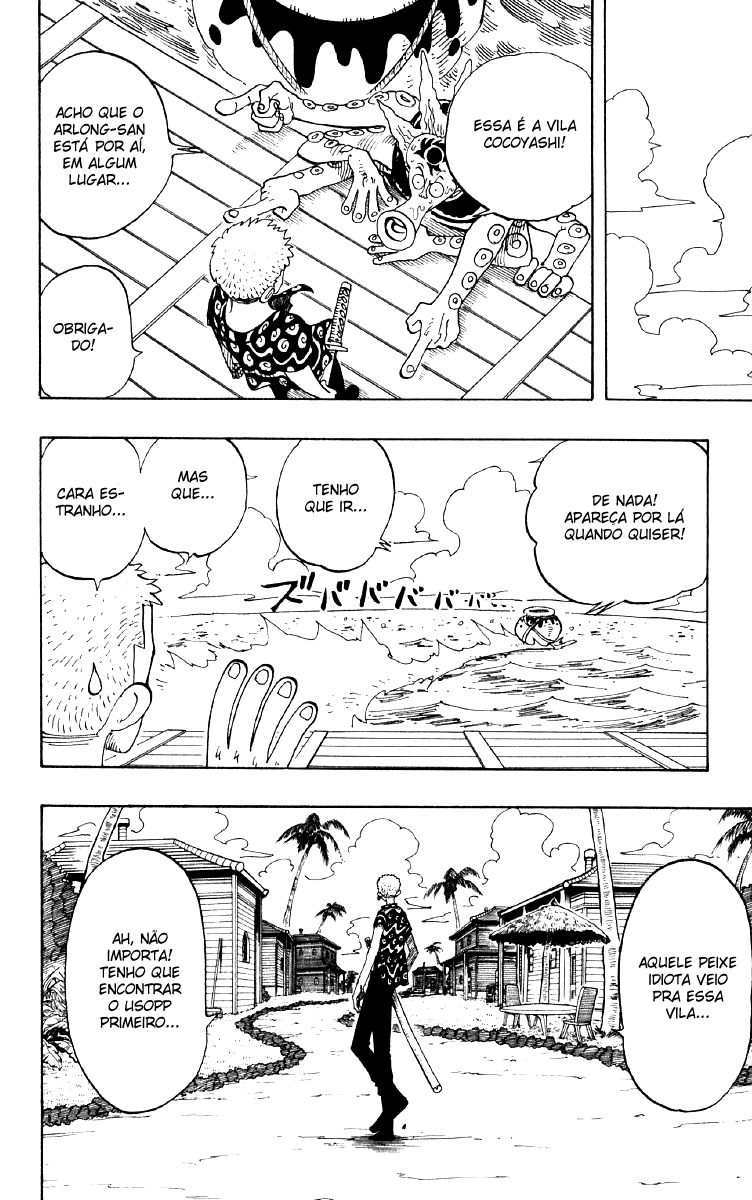 ESSA É A VILA
COCOYASHI!
ACHO QUE O
ARLONG-SAN
ESTÁ POR AÍ,
EM ALGUM
LUGAR...
OBRIGA-
DO!
DE NADA!
APAREÇA POR LÁ
QUANDO QUISER!
TENHO
QUE IR...
MAS
QUE...
CARA ES-
TRANHO...
ズバババババ..
AQUELE PEIXE
IDIOTA VEIO
PRA ESSA
VILA...
AH, NÃO
IMPORTA!
TENHO QUE
ENCONTRAR
O USOPP
PRIMEIRO...